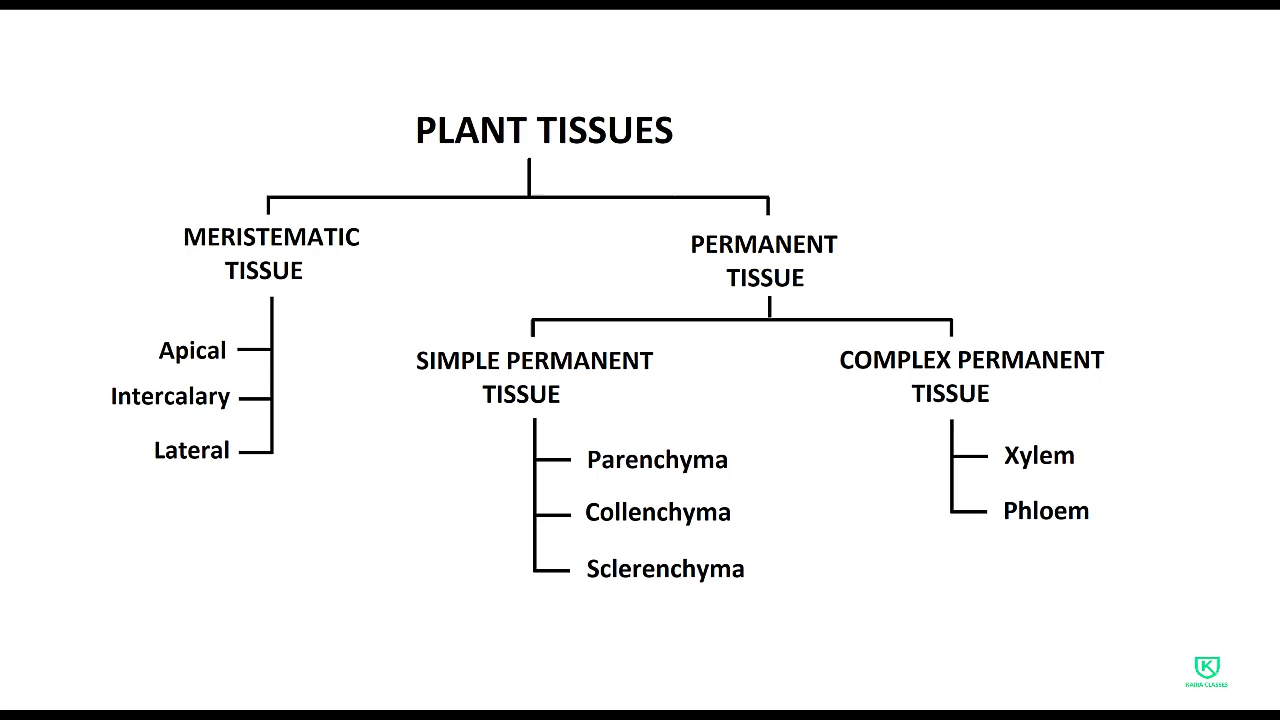 PLANT TISSUES
MERISTEMATIC
TISSUE
Apical
Intercalary
Lateral
PERMANENT
TISSUE
SIMPLE PERMANENT
TISSUE
Parenchyma
Collenchyma
Sclerenchyma
COMPLEX PERMANENT
TISSUE
Xylem
Phloem
K
CLASSES